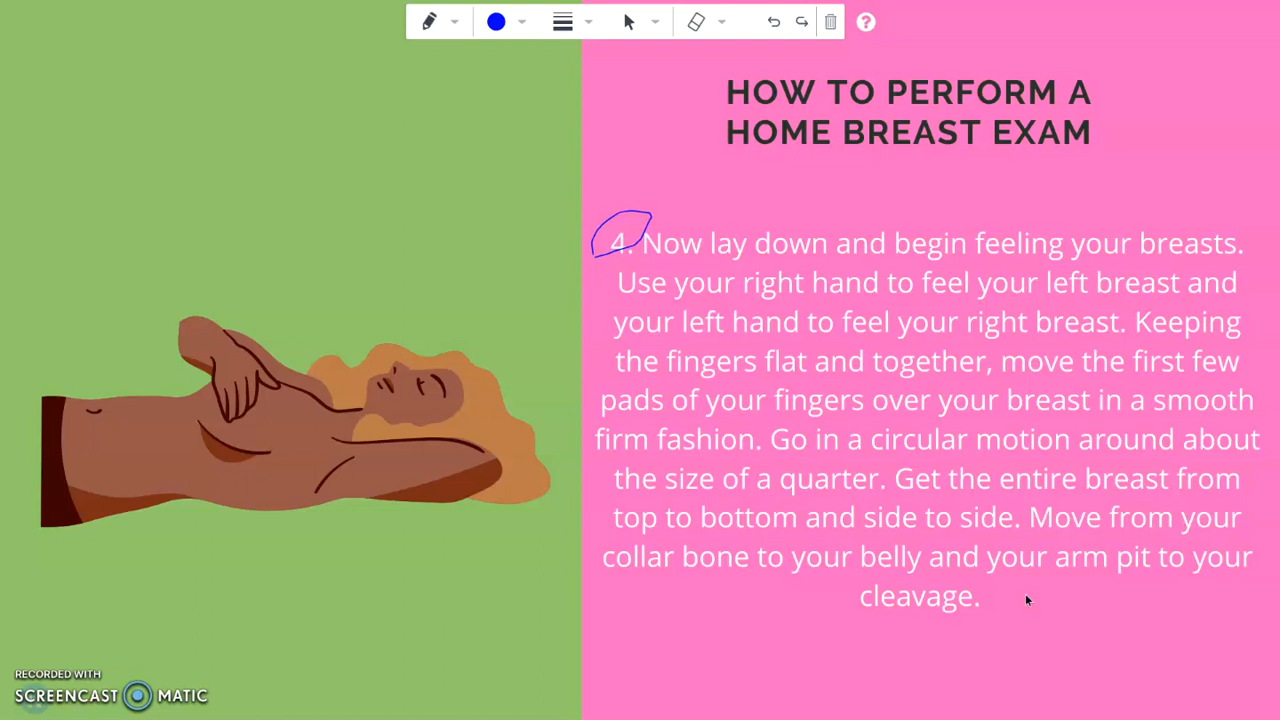 HOW TO PERFORM A
HOME BREAST EXAM
4. Now lay down and begin feeling your breasts.
Use your right hand to feel your left breast and
your left hand to feel your right breast. Keeping
the fingers flat and together, move the first few
pads of your fingers over your breast in a smooth
firm fashion. Go in a circular motion around about
the size of a quarter. Get the entire breast from
top to bottom and side to side. Move from your
collar bone to your belly and your arm pit to your
cleavage.
RECORDED WITH
SCREENCAST MATIC